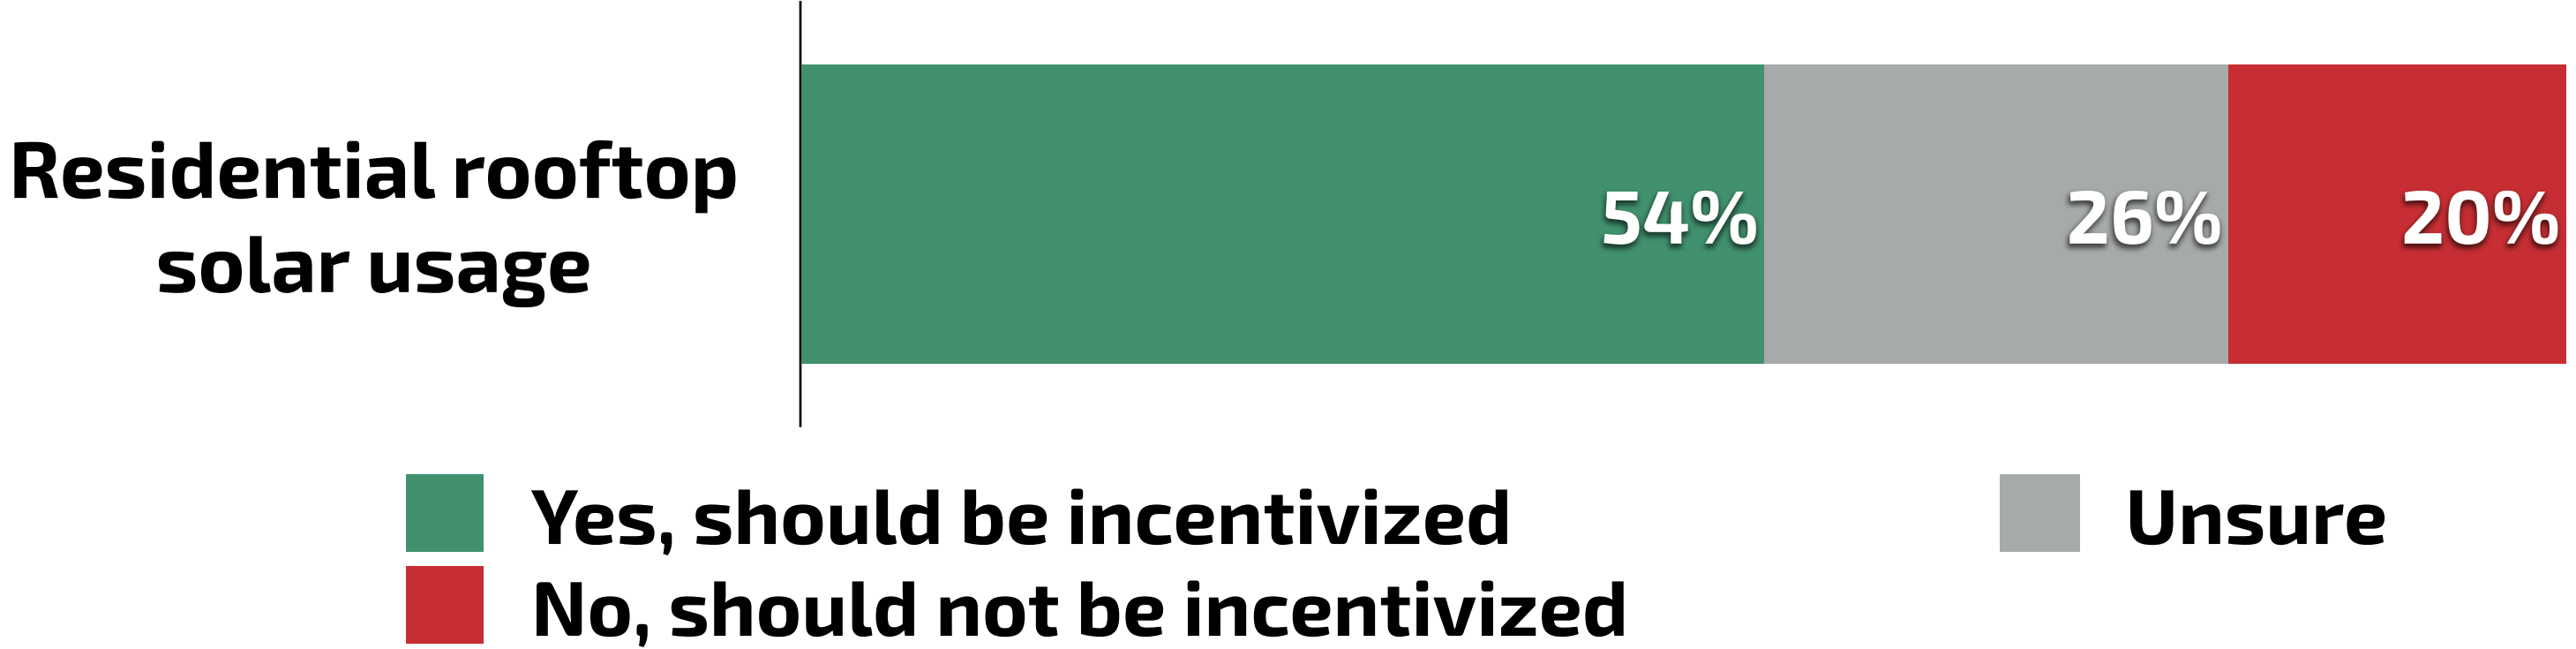 Residential rooftop
solar usage
54%
26%
20%
Yes, should be incentivized
Unsure
No, should not be incentivized